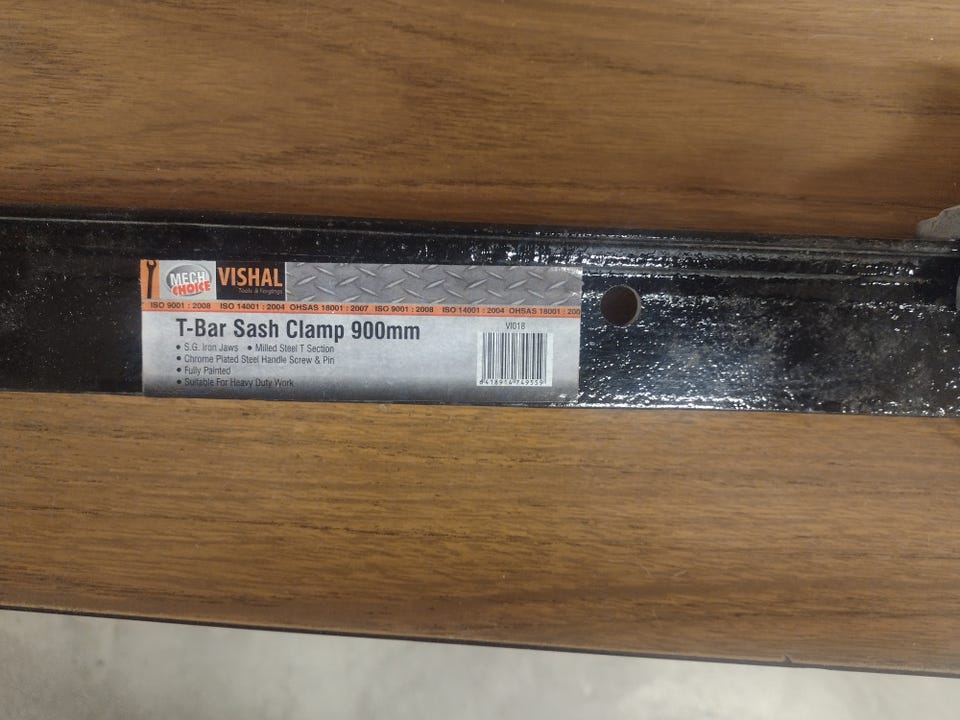 MECH
CHOICE
VISHAL
Tools & Forgings
ISO 9001 : 2008 ISO 14001 : 2004 OHSAS 18001 : 2007 ISO 9001 : 2008 ISO 14001 : 2004 OHSAS 18001 : 200
T-Bar Sash Clamp 900mm
VI018
• S.G. Iron Jaws • Milled Steel T Section
• Chrome Plated Steel Handle Screw & Pin
• Fully Painted
• Suitable For Heavy Duty Work
6418914749559